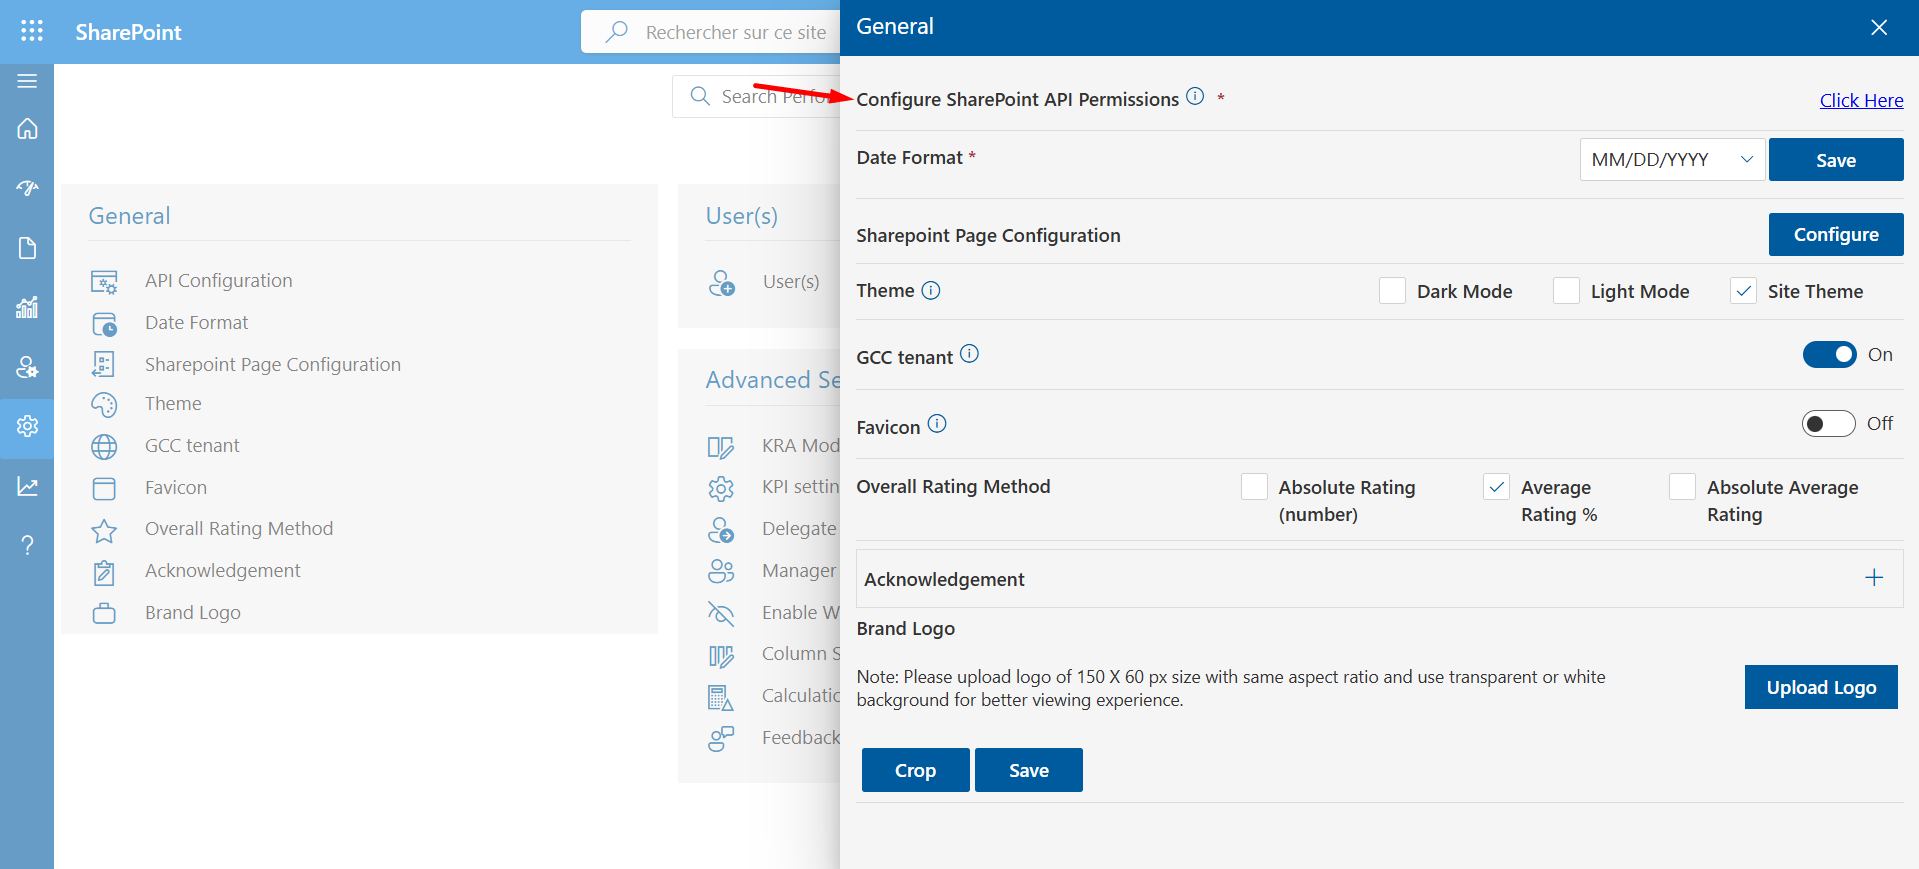 SharePoint
Rechercher sur ce site
General
Search Perfo
Configure SharePoint API Permissions *
Click Here
Date Format *
MM/DD/YYYY
Save
Sharepoint Page Configuration
Configure
Theme
Dark Mode
Light Mode
Site Theme
GCC tenant
On
Favicon
Off
Overall Rating Method
Absolute Rating
(number)
Average
Rating %
Absolute Average
Rating
Acknowledgement
Brand Logo
Note: Please upload logo of 150 X 60 px size with same aspect ratio and use transparent or white
background for better viewing experience.
Upload Logo
Crop
Save
General
API Configuration
Date Format
Sharepoint Page Configuration
Theme
GCC tenant
Favicon
Overall Rating Method
Acknowledgement
Brand Logo
User(s)
User(s)
Advanced Se
KRA Mod
KPI settin
Delegate
Manager
Enable W
Column S
Calculatio
Feedback